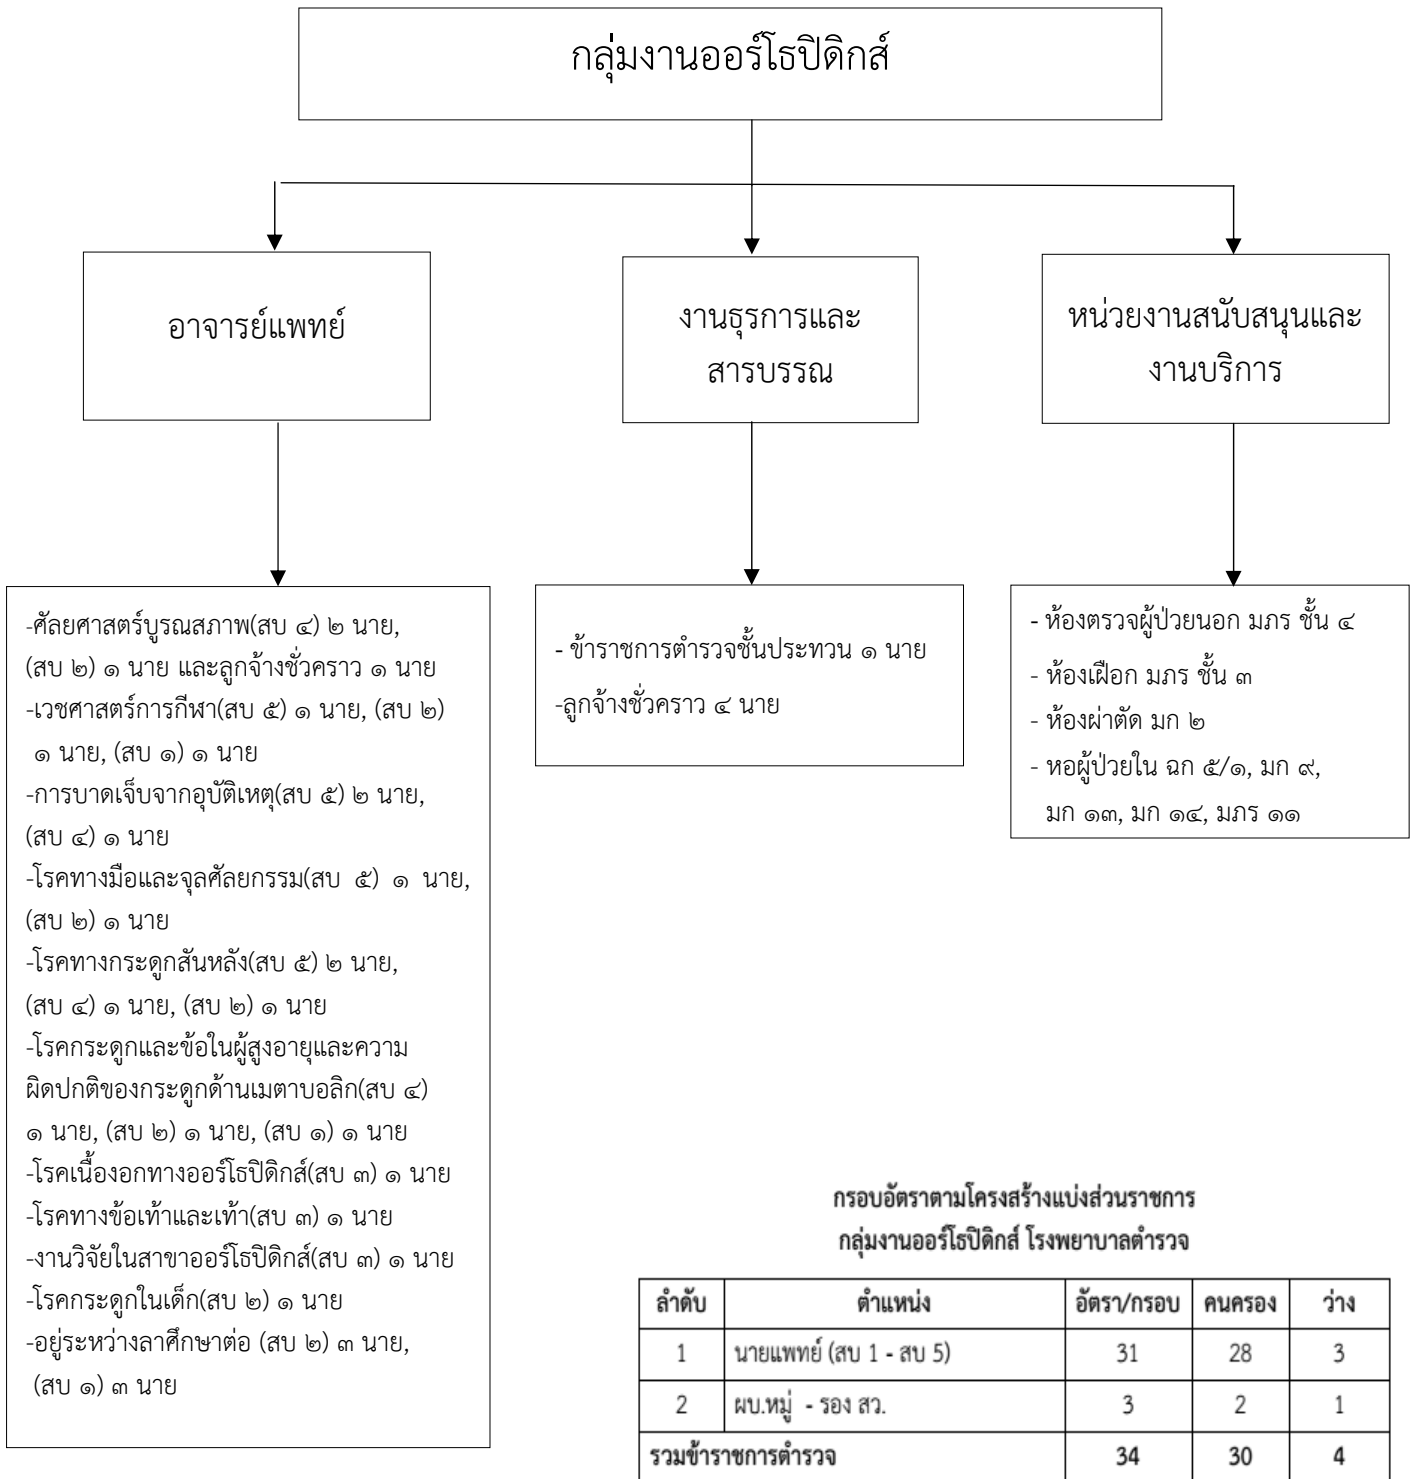 กลุ่มงานออร์โธปิดิกส์
อาจารย์แพทย์
งานธุรการและ
สารบรรณ
หน่วยงานสนับสนุนและ
งานบริการ
-ศัลยศาสตร์บูรณสภาพ(สบ ๔) ๒ นาย,
(สบ ๒) ๑ นาย และลูกจ้างชั่วคราว ๑ นาย
-เวชศาสตร์การกีฬา(สบ ๕) ๑ นาย, (สบ ๒)
๑ นาย, (สบ ๑) ๑ นาย
-การบาดเจ็บจากอุบัติเหตุ(สบ ๕) ๒ นาย,
(สบ ๔) ๑ นาย
-โรคทางมือและจุลศัลยกรรม(สบ ๕) ๑ นาย,
(สบ ๒) ๑ นาย
-โรคทางกระดูกสันหลัง(สบ ๕) ๒ นาย,
(สบ ๔) ๑ นาย, (สบ ๒) ๑ นาย
-โรคกระดูกและข้อในผู้สูงอายุและความ
ผิดปกติของกระดูกด้านเมตาบอลิก(สบ ๔)
๑ นาย, (สบ ๒) ๑ นาย, (สบ ๑) ๑ นาย
-โรคเนื้องอกทางออร์โธปิดิกส์(สบ ๓) ๑ นาย
-โรคทางข้อเท้าและเท้า(สบ ๓) ๑ นาย
-งานวิจัยในสาขาออร์โธปิดิกส์(สบ ๓) ๑ นาย
-โรคกระดูกในเด็ก(สบ ๒) ๑ นาย
-อยู่ระหว่างลาศึกษาต่อ (สบ ๒) ๓ นาย,
(สบ ๑) ๓ นาย
- ข้าราชการตำรวจชั้นประทวน ๑ นาย
-ลูกจ้างชั่วคราว ๔ นาย
- ห้องตรวจผู้ป่วยนอก มภร ชั้น ๔
- ห้องเฝือก มภร ชั้น ๓
- ห้องผ่าตัด มก ๒
- หอผู้ป่วยใน ฉก ๕/๑, มก ๙,
มก ๑๓, มก ๑๔, มภร ๑๑
กรอบอัตราตามโครงสร้างแบ่งส่วนราชการ
กลุ่มงานออร์โธปิดิกส์ โรงพยาบาลตำรวจ
ลำดับ ตำแหน่ง อัตรา/กรอบ คนครอง ว่าง
1 นายแพทย์ (สบ 1 - สบ 5) 31 28 3
2 ผบ.หมู่ - รอง สว. 3 2 1
รวมข้าราชการตำรวจ 34 30 4